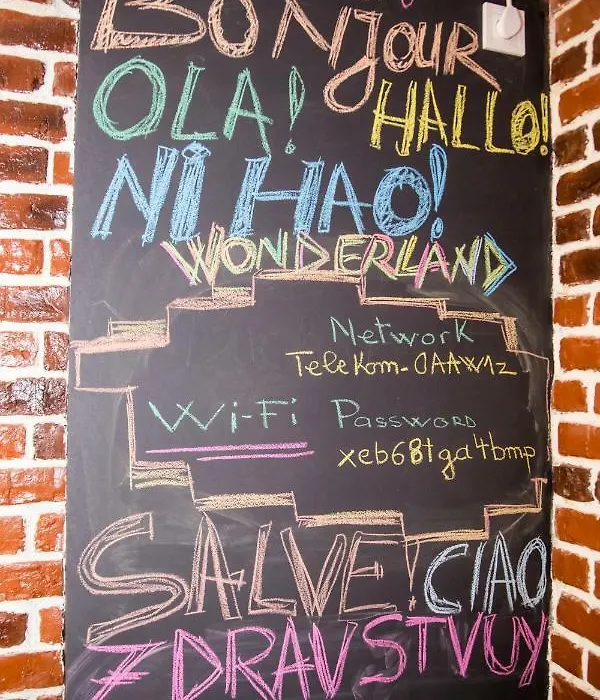 BONJOUR
OLA!
HALLO!
NI HAO!
WONDERLAND
Network
TeleKom-0AAW1z
Wi-Fi Password
xeb68tga4bmp
SALVE!
CIAO
ZDRAVSTVUY